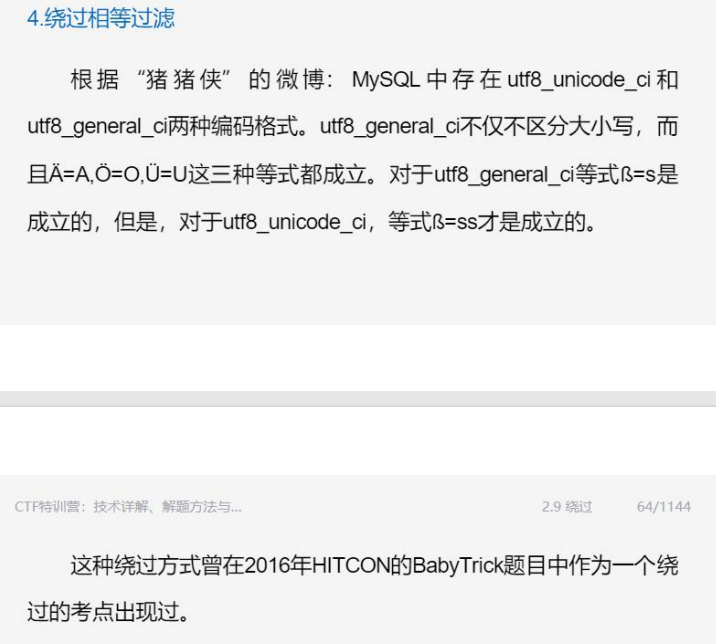 4.绕过相等过滤
根据“猪猪侠”的微博：MySQL中存在utf8_unicode_ci和
utf8_general_ci两种编码格式。utf8_general_ci不仅不区分大小写，而
且Ä=A,Ö=O,Ü=U这三种等式都成立。对于utf8_general_ci等式ß=s是
成立的，但是，对于utf8_unicode_ci，等式ß=ss才是成立的。
CTF特训营：技术详解、解题方法与...
2.9 绕过 64/1144
这种绕过方式曾在2016年HITCON的BabyTrick题目中作为一个绕
过的考点出现过。